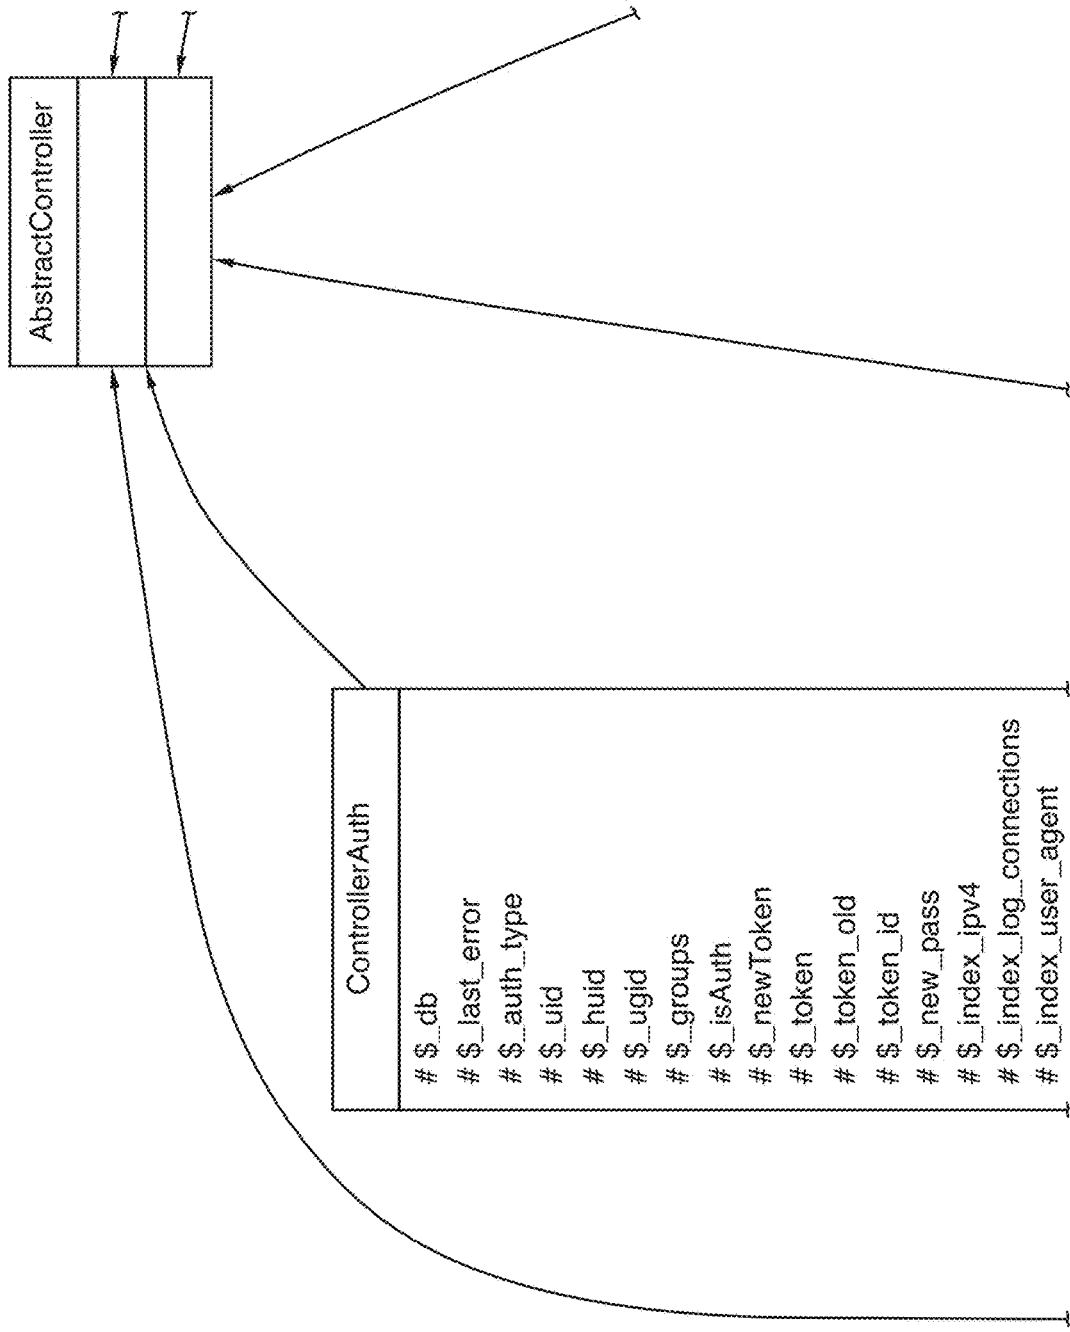 AbstractController
ControllerAuth
# $_db
# $_last_error
# $_auth_type
# $_uid
# $_huid
# $_ugid
# $_groups
# $_isAuth
# $_newToken
# $_token
# $_token_old
# $_token_id
# $_new_pass
# $_index_ipv4
# $_index_log_connections
# $_index_user_agent